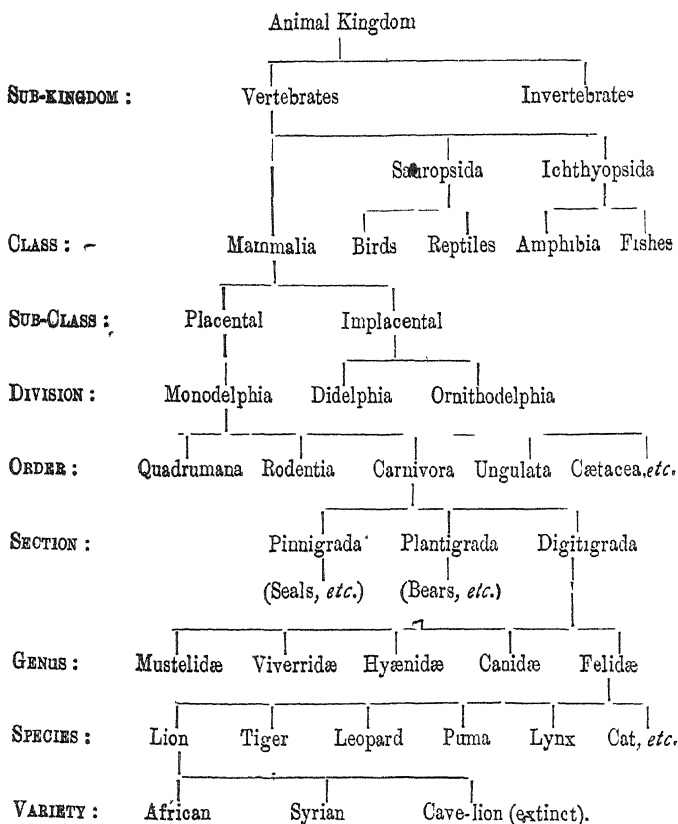 Animal Kingdom
SUB-KINGDOM: Vertebrates Invertebrates
Sauropsida Ichthyopsida
CLASS: Mammalia Birds Reptiles Amphibia Fishes
SUB-CLASS: Placental Implacental
DIVISION: Monodelphia Didelphia Ornithodelphia
ORDER: Quadrumana Rodentia Carnivora Ungulata Cætacea, etc.
SECTION: Pinnigrada Plantigrada Digitigrada
(Seals, etc.) (Bears, etc.)
GENUS: Mustelidæ Viverridæ Hyænidæ Canidæ Felidæ
SPECIES: Lion Tiger Leopard Puma Lynx Cat, etc.
VARIETY: African Syrian Cave-lion (extinct).